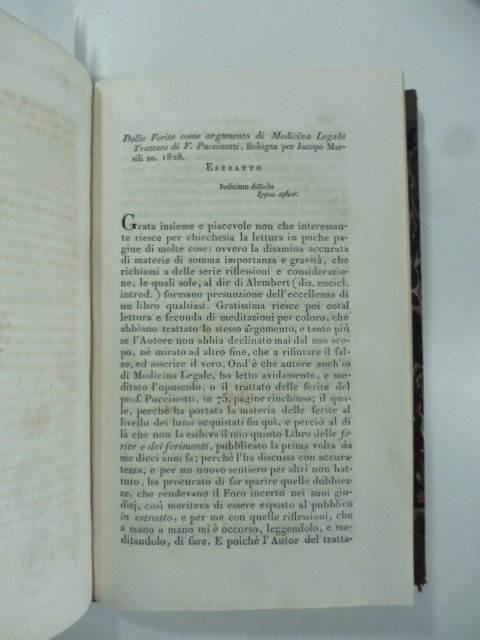 Delle Ferite come argomento di Medicina Legale
Trattato di F. Puccinotti. Bologna per Jacopo Mar-
sili an. 1828.
ESTRATTO
Iudicium difficile
Ippoc. aphor.
Grata insieme e piacevole non che interessan-
te riesce per chicchesia la lettura in poche pa-
gine di molte cose: ovvero la disamina accurata
di materie di somma importanza e gravità, che
richiami a delle serie riflessioni e considerazio-
ne, le quali sole, al dir di Alembert (diz. encicl.
introd.) formano presunzione dell'eccellenza di
un libro qualsiasi. Gratissima riesce poi cotal
lettura e feconda di meditazioni per coloro, che
abbiano trattato lo stesso argomento, e tanto più
se l'Autore non abbia declinato mai dal suo sco-
po, nè mirato ad altro fine, che a rifiutare il fal-
so, ed asserire il vero. Ond'è che autore anch'io
di Medicina Legale, ho letto avidamente, e me-
ditato l'opuscolo, o il trattato delle ferite del
prof. Puccinotti, in 75. pagine rinchiuso; il qua-
le, perchè ha portata la materia delle ferite al
livello dei lumi acquistati fin quì, e perciò al di
là che non la esibiva il mio quinto Libro delle fe-
rite e dei ferimenti, pubblicato la prima volta da
me dieci anni fa; perchè l'ha discussa con accura-
tezza, e per un nuovo sentiero per altri non bat-
tuto, ha procurato di far sparire quelle dubbiez-
ze, che rendevano il Foro incerto nei suoi giu-
dizj, così meritava di essere esposto al pubblico
in estratto, e per me con quelle riflessioni, che
a mano a mano mi è occorso, leggendolo, e me-
ditandolo, di fare. E poichè l'Autor del tratta-